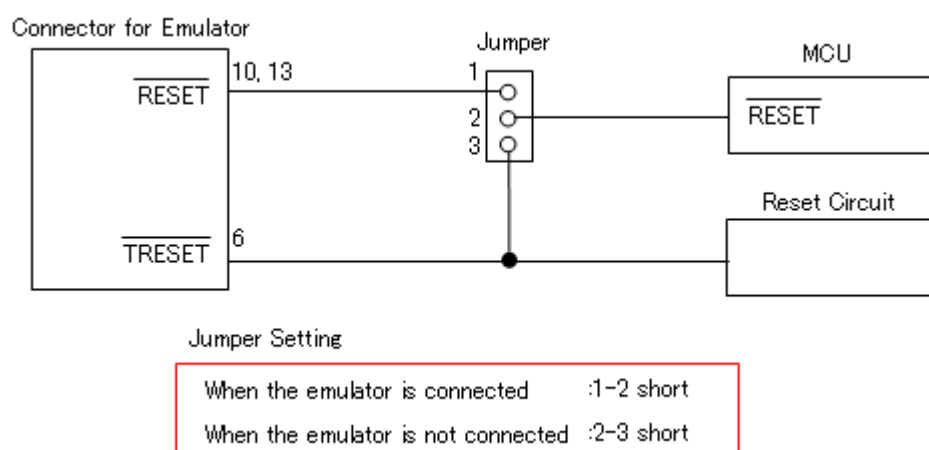 Connector for Emulator
Jumper
MCU
10, 13
1
RESET
2
RESET
3
Reset Circuit
6
TRESET
Jumper Setting
When the emulator is connected :1-2 short
When the emulator is not connected :2-3 short